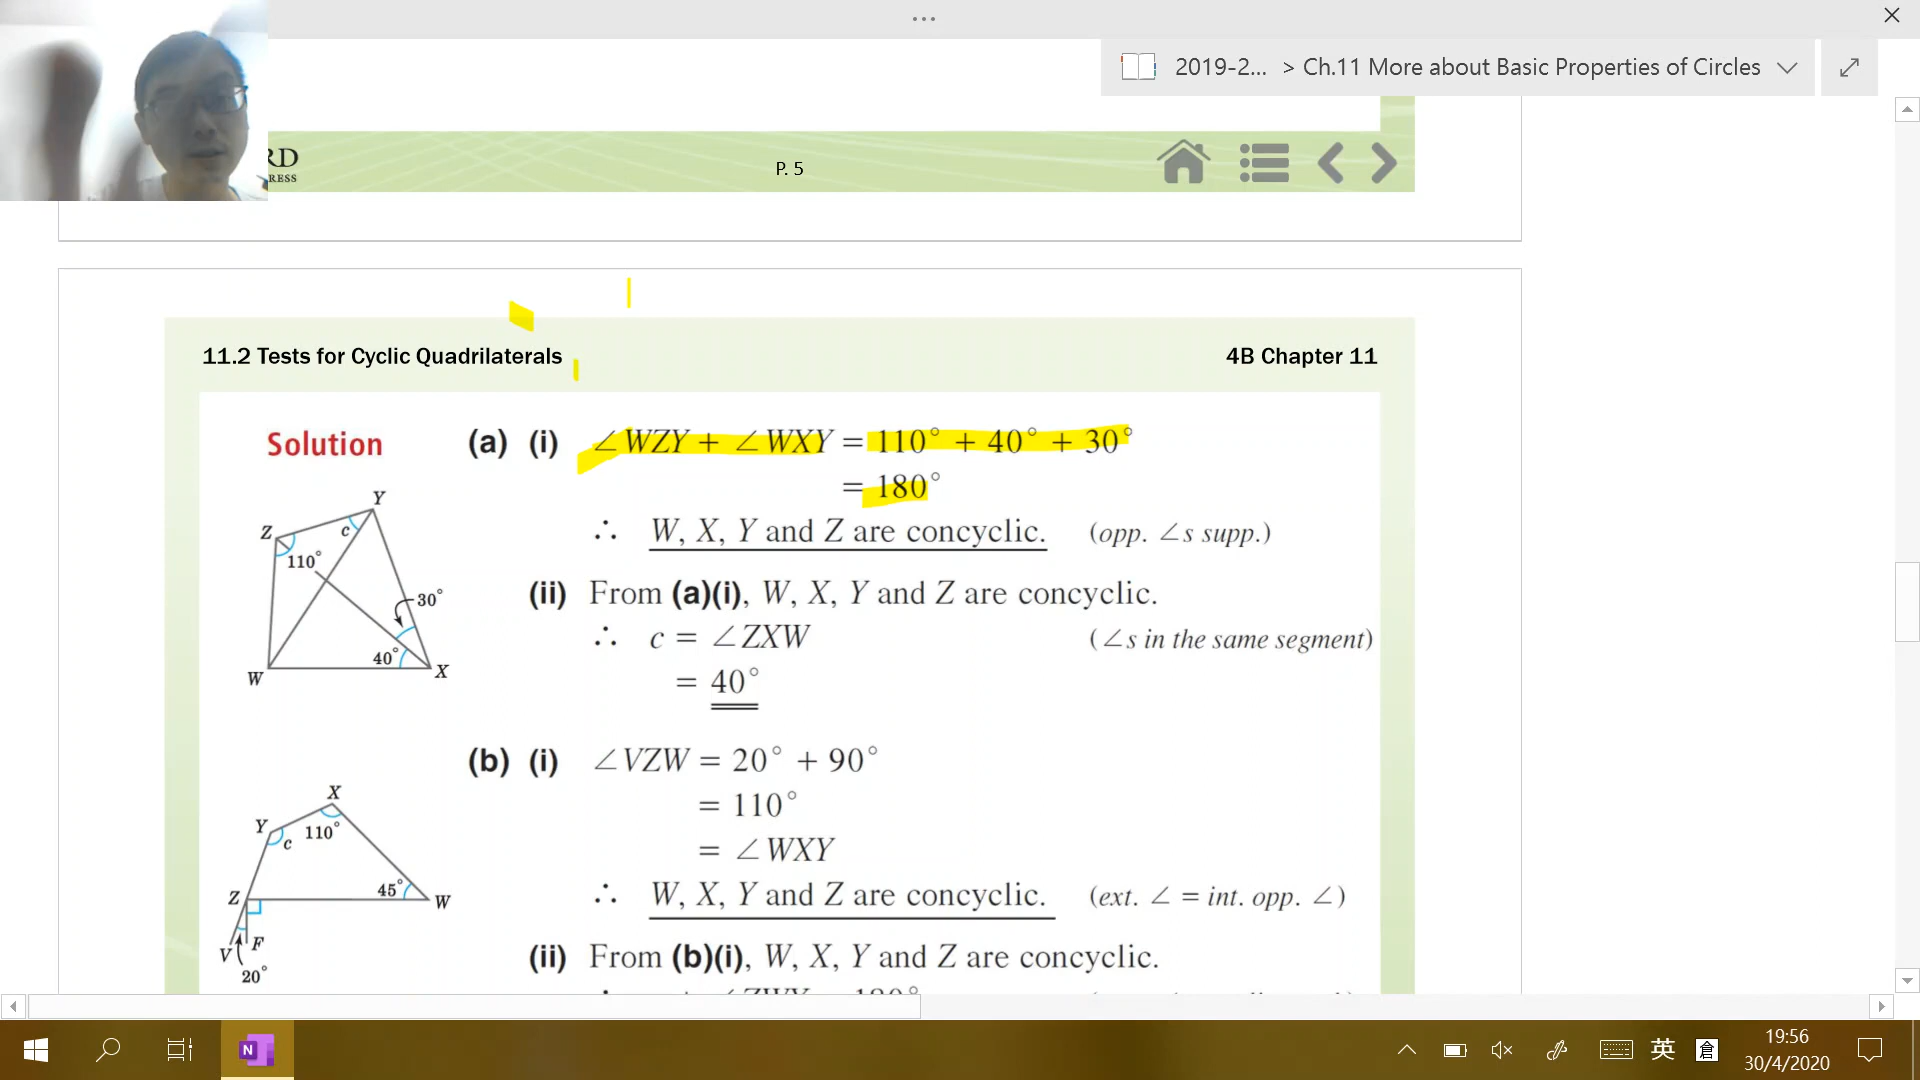 2019-2... > Ch.11 More about Basic Properties of Circles
RD
RESS
P. 5
11.2 Tests for Cyclic Quadrilaterals
4B Chapter 11
Solution
(a) (i) ∠WZY + ∠WXY = 110° + 40° + 30°
= 180°
∴ W, X, Y and Z are concyclic. (opp. ∠s supp.)
(ii) From (a)(i), W, X, Y and Z are concyclic.
∴ c = ∠ZXW (∠s in the same segment)
= 40°
Y
Z
c
110°
30°
40°
W
X
(b) (i) ∠VZW = 20° + 90°
= 110°
= ∠WXY
∴ W, X, Y and Z are concyclic. (ext. ∠ = int. opp. ∠)
(ii) From (b)(i), W, X, Y and Z are concyclic.
X
Y
110°
c
Z
45°
W
V
F
20°
N
英
倉
19:56
30/4/2020